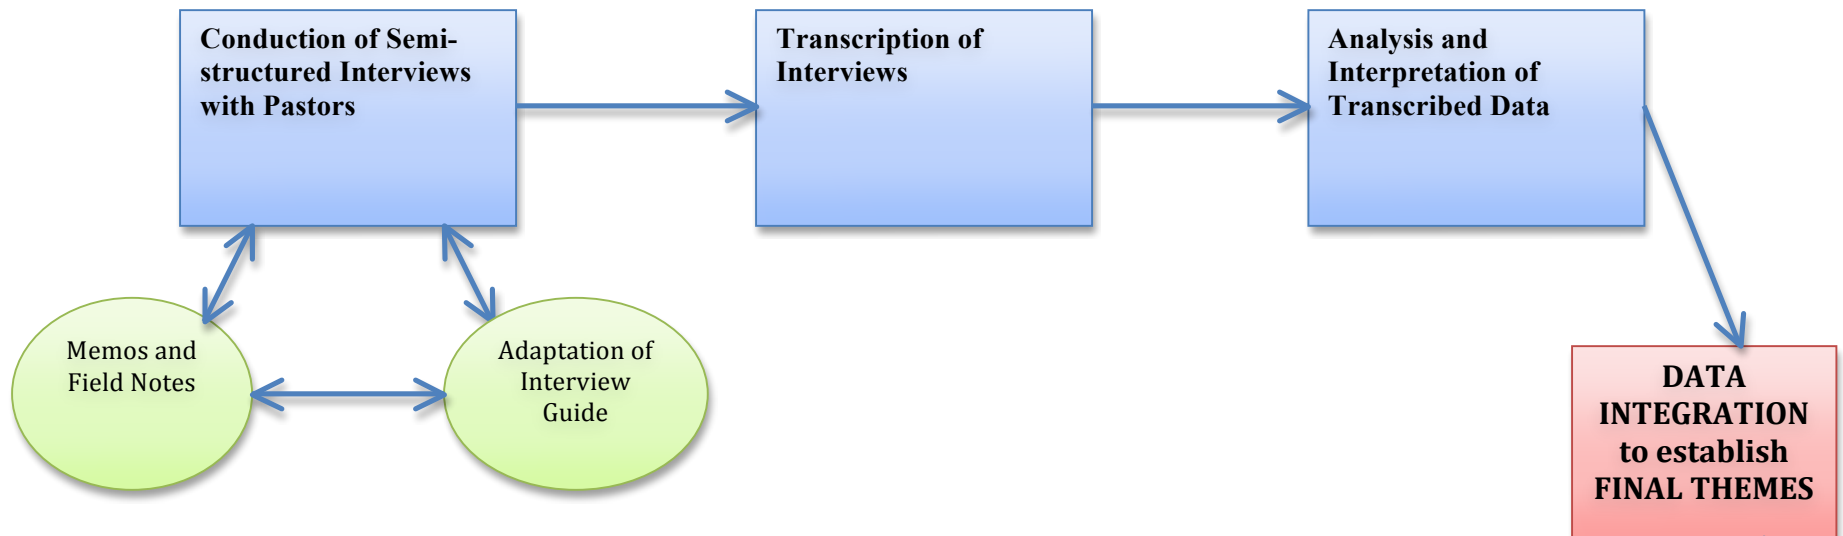 Conduction of Semi-
structured Interviews
with Pastors
Transcription of
Interviews
Analysis and
Interpretation of
Transcribed Data
Memos and
Field Notes
Adaptation of
Interview
Guide
DATA
INTEGRATION
to establish
FINAL THEMES